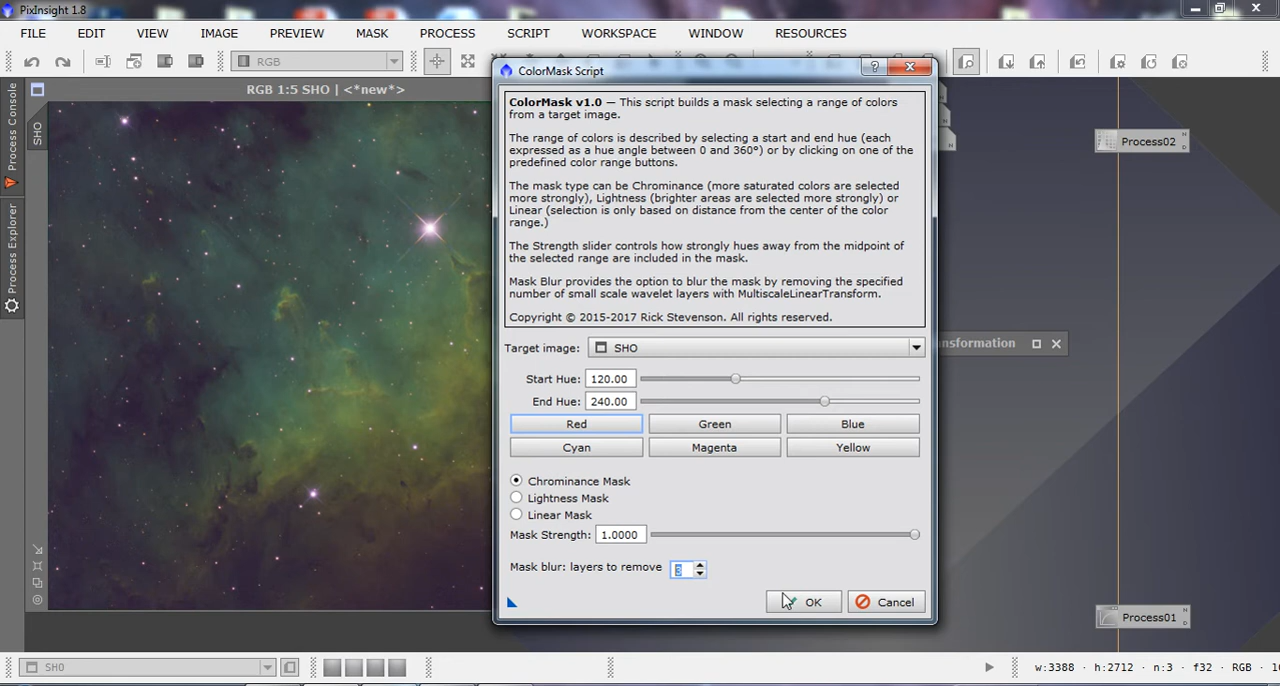 PixInsight 1.8
FILE EDIT VIEW IMAGE PREVIEW MASK PROCESS SCRIPT WORKSPACE WINDOW RESOURCES
RGB
RGB 1:5 SHO | <*new*>
SHO
Process Console
Process Explorer
ColorMask Script
?
ColorMask v1.0 — This script builds a mask selecting a range of colors
from a target image.
The range of colors is described by selecting a start and end hue (each
expressed as a hue angle between 0 and 360°) or by clicking on one of the
predefined color range buttons.
The mask type can be Chrominance (more saturated colors are selected
more strongly), Lightness (brighter areas are selected more strongly) or
Linear (selection is only based on distance from the center of the color
range.)
The Strength slider controls how strongly hues away from the midpoint of
the selected range are included in the mask.
Mask Blur provides the option to blur the mask by removing the specified
number of small scale wavelet layers with MultiscaleLinearTransform.
Copyright © 2015-2017 Rick Stevenson. All rights reserved.
Target image: SHO
Start Hue: 120.00
End Hue: 240.00
Red Green Blue
Cyan Magenta Yellow
Chrominance Mask
Lightness Mask
Linear Mask
Mask Strength: 1.0000
Mask blur: layers to remove 3
OK Cancel
Process02
nsformation
Process01
SHO
w:3388 · h:2712 · n:3 · f32 · RGB · 1